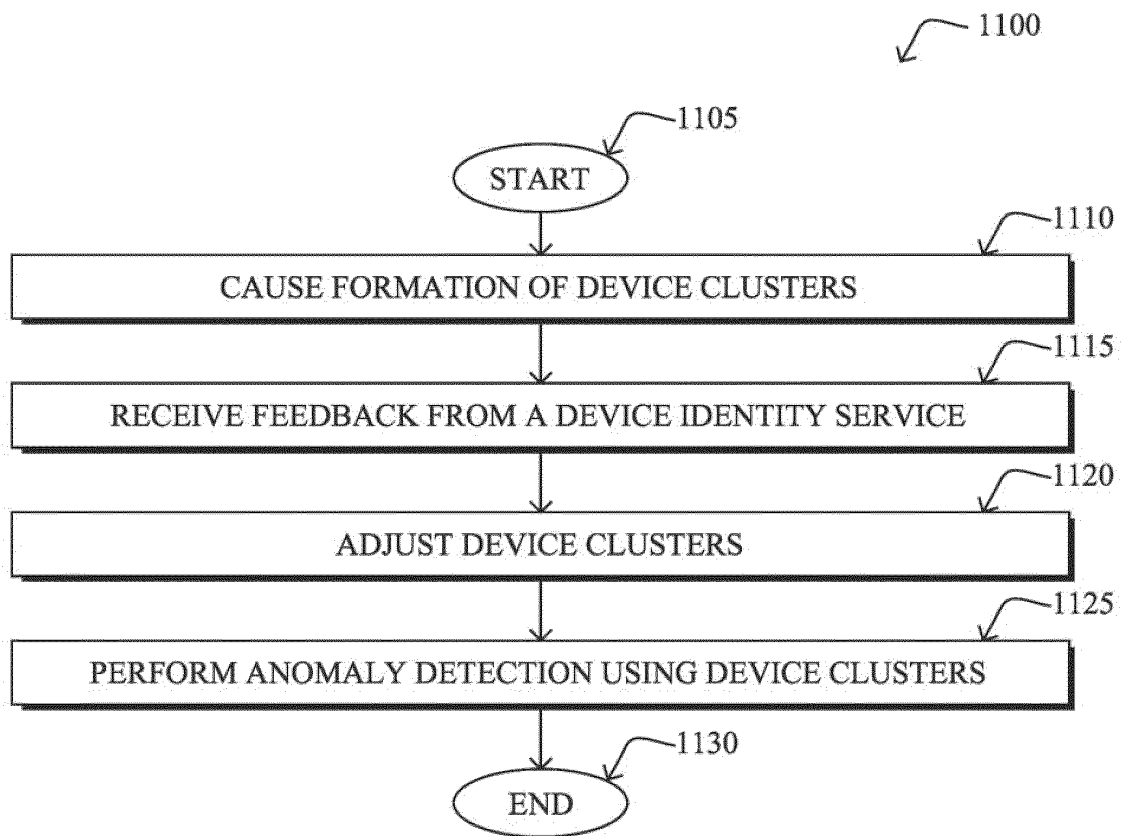 1100
1105
START
1110
CAUSE FORMATION OF DEVICE CLUSTERS
1115
RECEIVE FEEDBACK FROM A DEVICE IDENTITY SERVICE
1120
ADJUST DEVICE CLUSTERS
1125
PERFORM ANOMALY DETECTION USING DEVICE CLUSTERS
1130
END